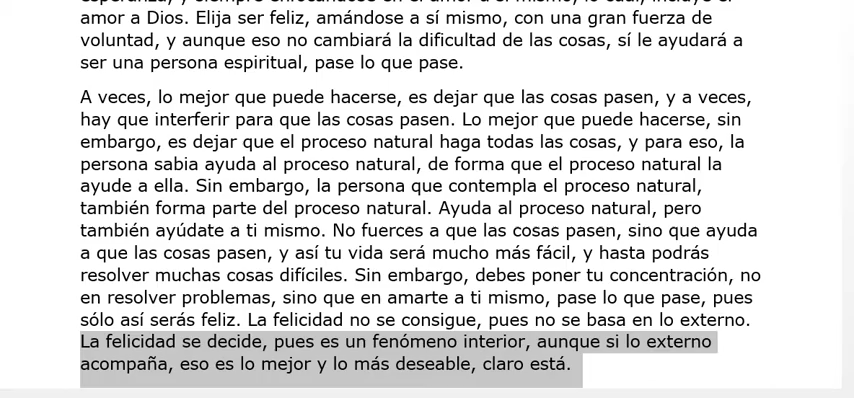 amor a Dios. Elija ser feliz, amándose a sí mismo, con una gran fuerza de
voluntad, y aunque eso no cambiará la dificultad de las cosas, sí le ayudará a
ser una persona espiritual, pase lo que pase.
A veces, lo mejor que puede hacerse, es dejar que las cosas pasen, y a veces,
hay que interferir para que las cosas pasen. Lo mejor que puede hacerse, sin
embargo, es dejar que el proceso natural haga todas las cosas, y para eso, la
persona sabia ayuda al proceso natural, de forma que el proceso natural la
ayude a ella. Sin embargo, la persona que contempla el proceso natural,
también forma parte del proceso natural. Ayuda al proceso natural, pero
también ayúdate a ti mismo. No fuerces a que las cosas pasen, sino que ayuda
a que las cosas pasen, y así tu vida será mucho más fácil, y hasta podrás
resolver muchas cosas difíciles. Sin embargo, debes poner tu concentración, no
en resolver problemas, sino que en amarte a ti mismo, pase lo que pase, pues
sólo así serás feliz. La felicidad no se consigue, pues no se basa en lo externo.
La felicidad se decide, pues es un fenómeno interior, aunque si lo externo
acompaña, eso es lo mejor y lo más deseable, claro está.